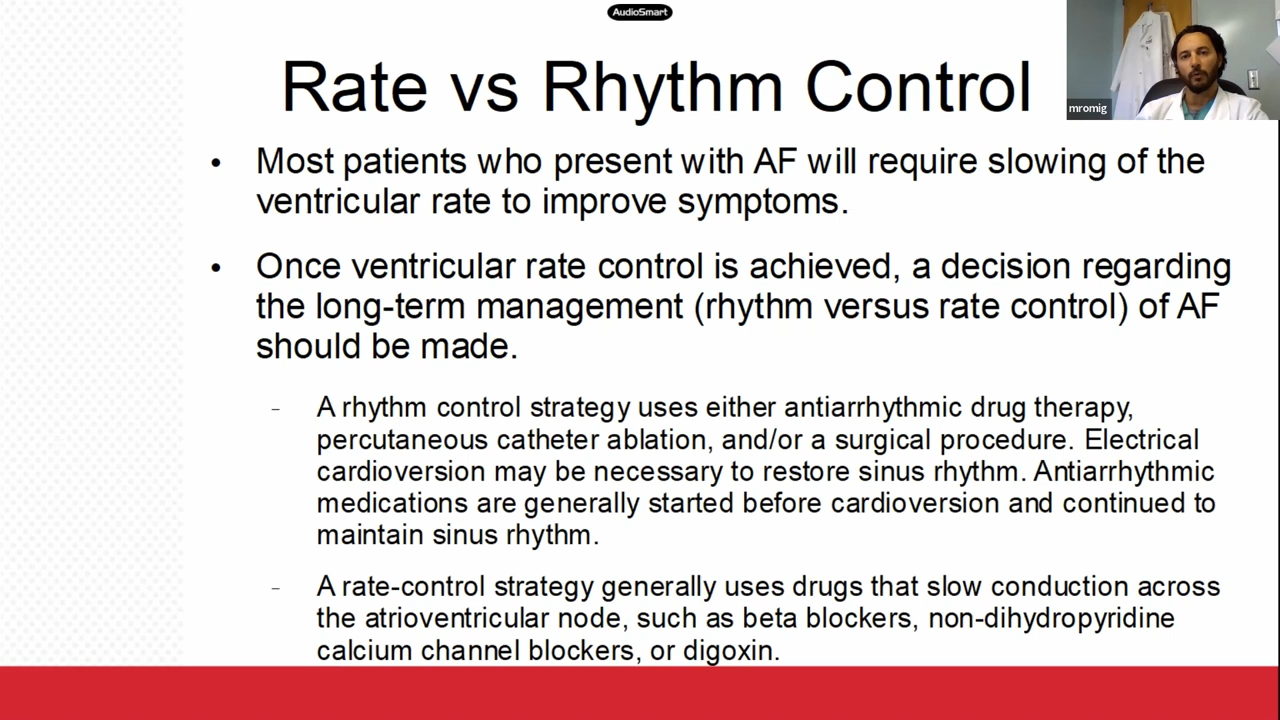 AudioSmart
Rate vs Rhythm Control
mromig
• Most patients who present with AF will require slowing of the
ventricular rate to improve symptoms.
• Once ventricular rate control is achieved, a decision regarding
the long-term management (rhythm versus rate control) of AF
should be made.
- A rhythm control strategy uses either antiarrhythmic drug therapy,
percutaneous catheter ablation, and/or a surgical procedure. Electrical
cardioversion may be necessary to restore sinus rhythm. Antiarrhythmic
medications are generally started before cardioversion and continued to
maintain sinus rhythm.
- A rate-control strategy generally uses drugs that slow conduction across
the atrioventricular node, such as beta blockers, non-dihydropyridine
calcium channel blockers, or digoxin.